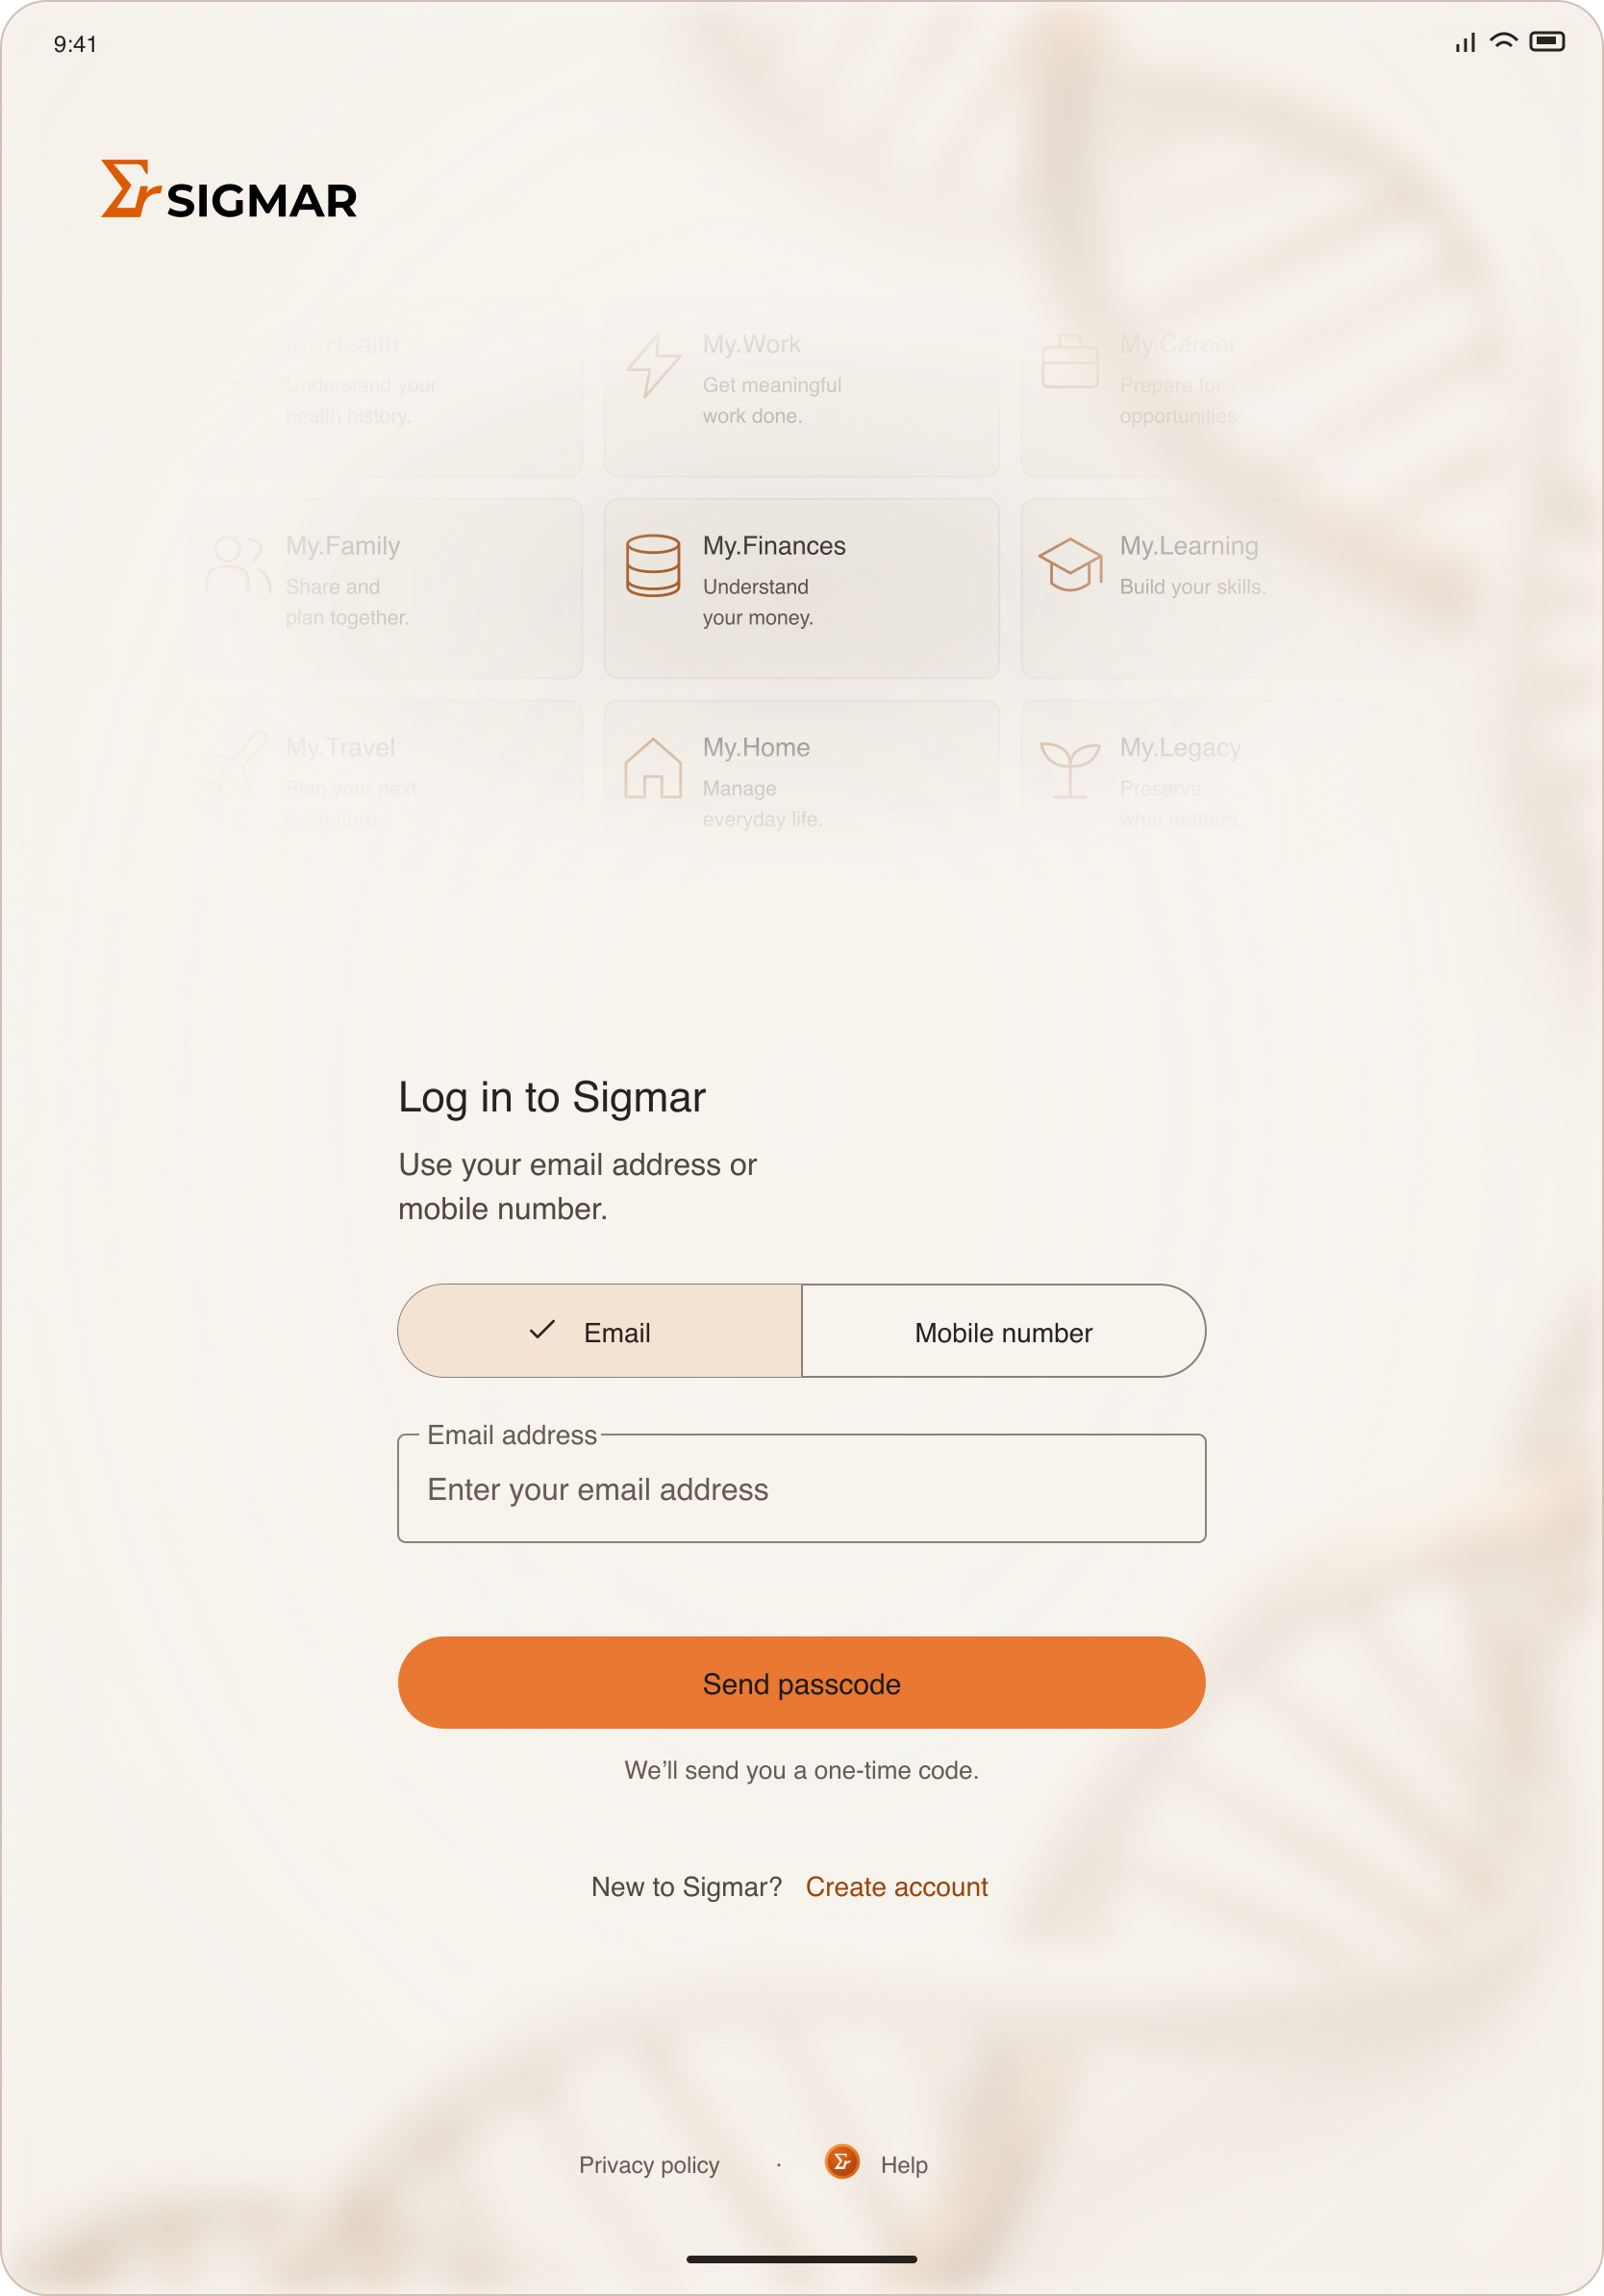 9:41
Σr SIGMAR
My.Health
Understand your
health history.
My.Work
Get meaningful
work done.
My.Career
Prepare for
opportunities.
My.Family
Share and
plan together.
My.Finances
Understand
your money.
My.Learning
Build your skills.
My.Travel
Plan your next
adventure.
My.Home
Manage
everyday life.
My.Legacy
Preserve
what matters.
Log in to Sigmar
Use your email address or
mobile number.
Email
Mobile number
Email address
Enter your email address
Send passcode
We’ll send you a one-time code.
New to Sigmar? Create account
Privacy policy · Σr Help